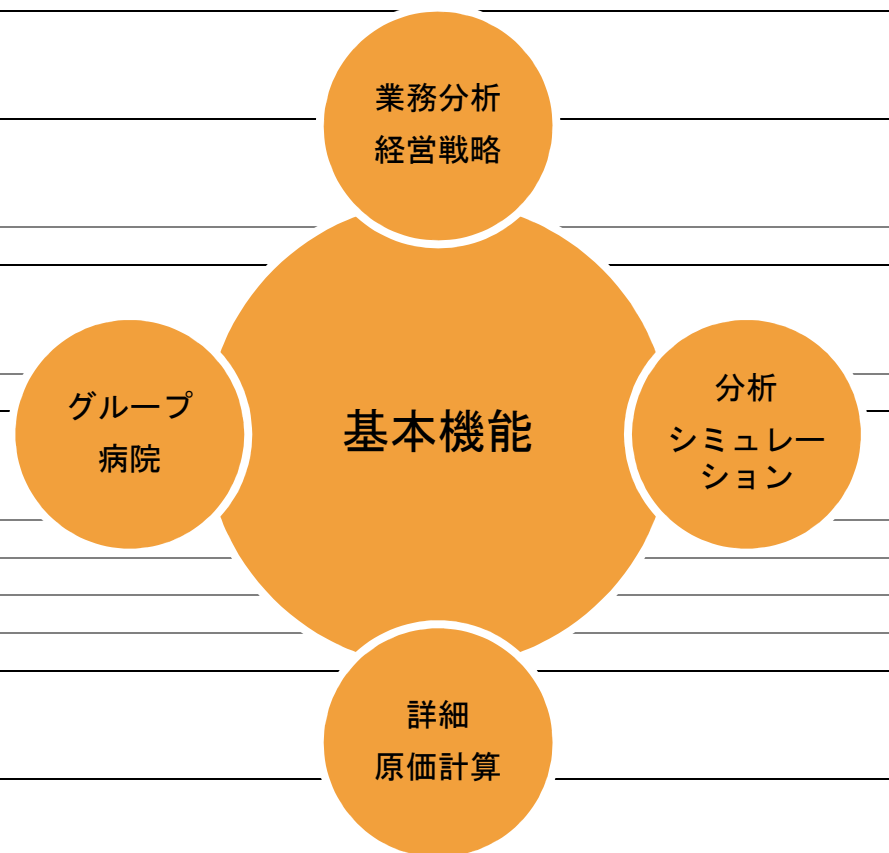 業務分析
経営戦略
グループ
病院
基本機能
分析
シミュレー
ション
詳細
原価計算